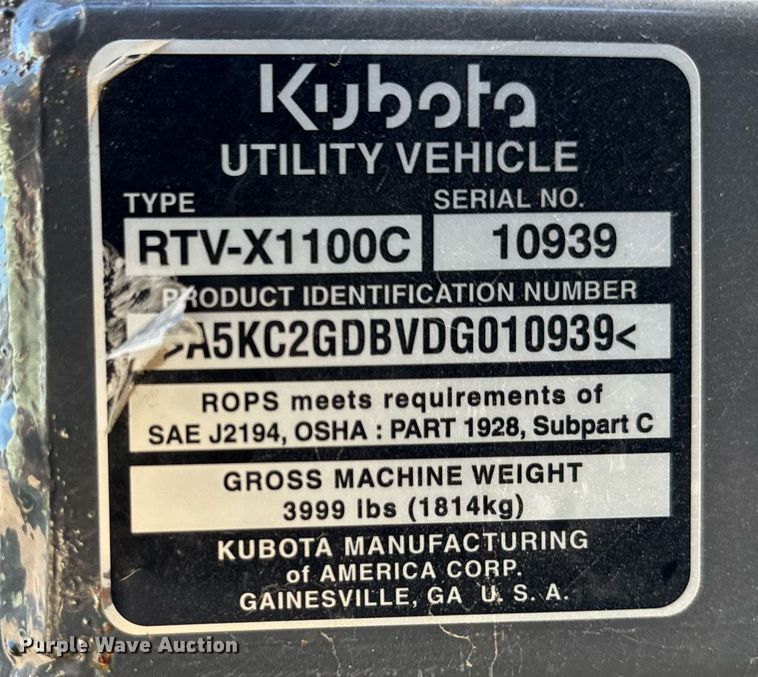 Kubota
UTILITY VEHICLE
TYPE
SERIAL NO.
RTV-X1100C
10939
PRODUCT IDENTIFICATION NUMBER
>A5KC2GDBVDG010939<
ROPS meets requirements of
SAE J2194, OSHA : PART 1928, Subpart C
GROSS MACHINE WEIGHT
3999 lbs (1814kg)
KUBOTA MANUFACTURING
of AMERICA CORP.
GAINESVILLE, GA U. S. A.
Purple Wave Auction